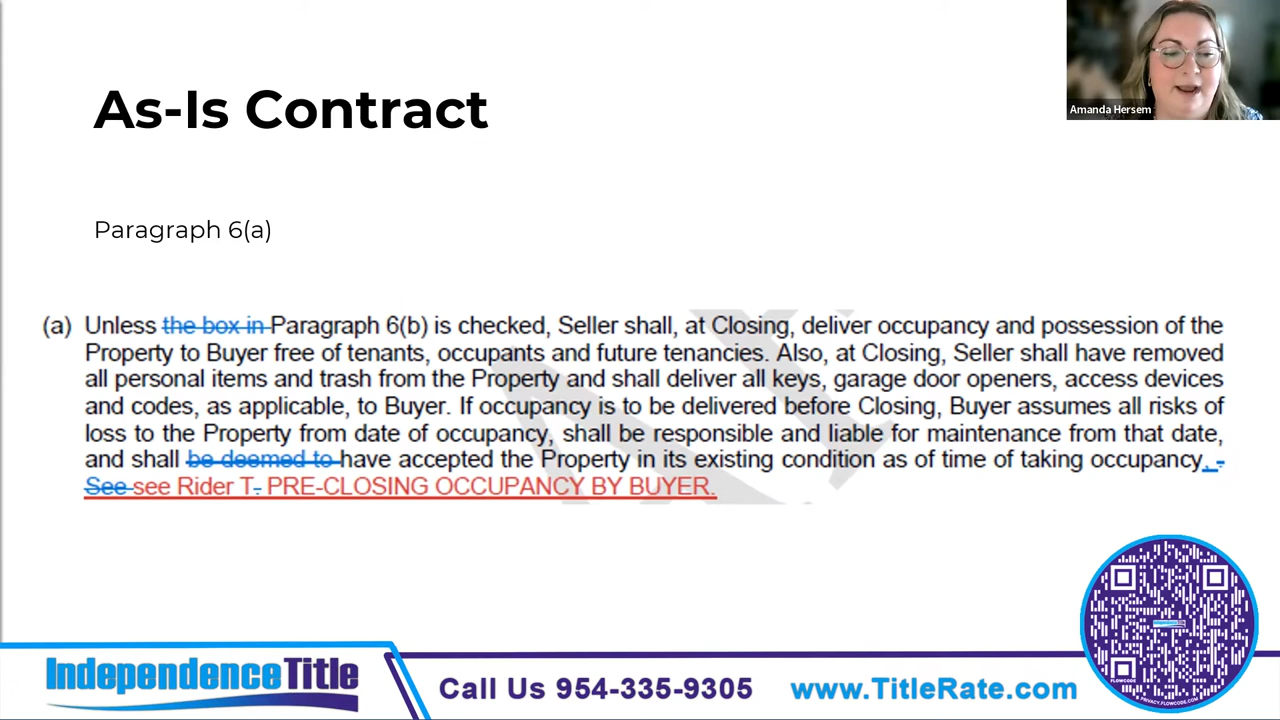 As-Is Contract
Amanda Hersem
Paragraph 6(a)
(a) Unless the box in Paragraph 6(b) is checked, Seller shall, at Closing, deliver occupancy and possession of the
Property to Buyer free of tenants, occupants and future tenancies. Also, at Closing, Seller shall have removed
all personal items and trash from the Property and shall deliver all keys, garage door openers, access devices
and codes, as applicable, to Buyer. If occupancy is to be delivered before Closing, Buyer assumes all risks of
loss to the Property from date of occupancy, shall be responsible and liable for maintenance from that date,
and shall be deemed to have accepted the Property in its existing condition as of time of taking occupancy, -
See see Rider T- PRE-CLOSING OCCUPANCY BY BUYER.
IndependenceTitle
Call Us 954-335-9305
www.TitleRate.com
FLOWCODE
PRIVACY.FLOWCODE.COM